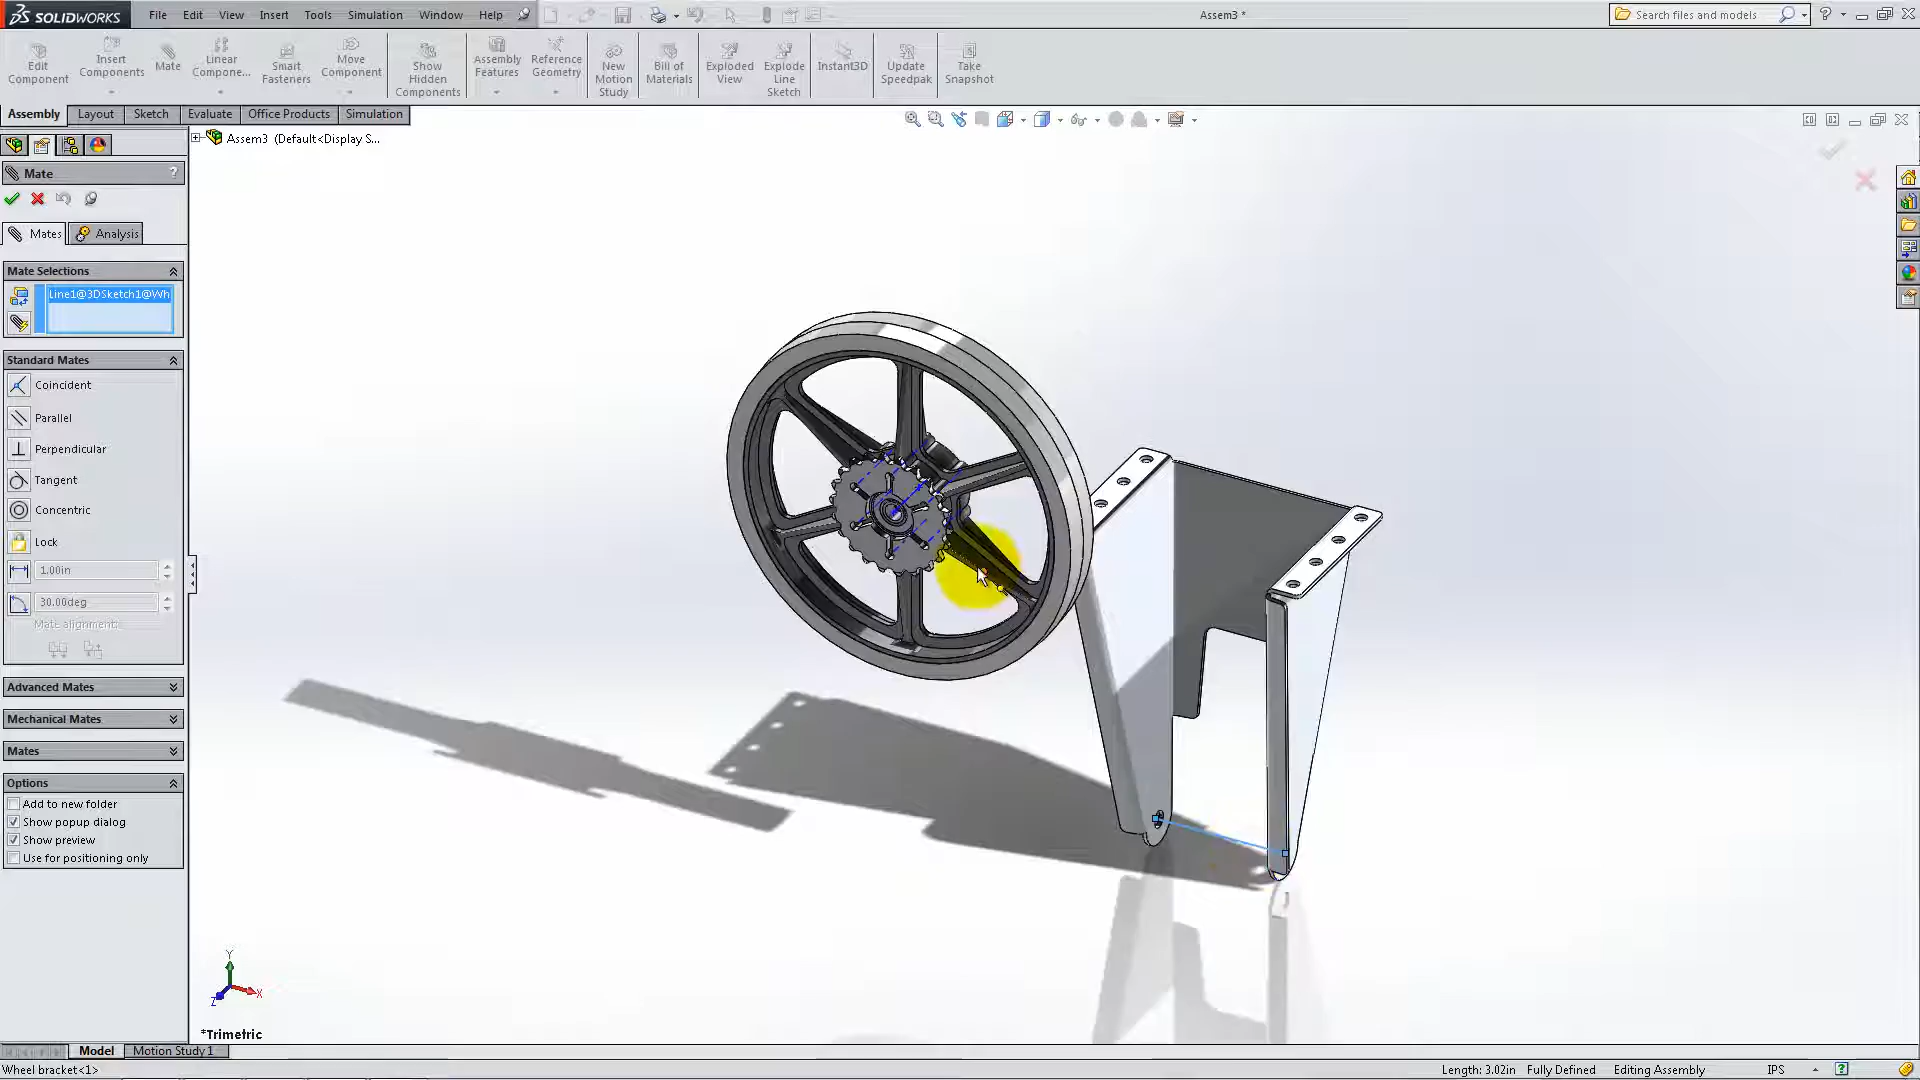 SOLIDWORKS File Edit View Insert Tools Simulation Window Help Assem3 * Search files and models
Edit Component
Insert Components
Mate
Linear Compone...
Smart Fasteners
Move Component
Show Hidden Components
Assembly Features
Reference Geometry
New Motion Study
Bill of Materials
Exploded View
Explode Line Sketch
Instant3D
Update Speedpak
Take Snapshot
Assembly Layout Sketch Evaluate Office Products Simulation
Assem3 (Default<Display S...
Mate ?
Mates Analysis
Mate Selections
Line1@3DSketch1@Wh
Standard Mates
Coincident
Parallel
Perpendicular
Tangent
Concentric
Lock
1.00in
30.00deg
Mate alignment:
Advanced Mates
Mechanical Mates
Mates
Options
Add to new folder
Show popup dialog
Show preview
Use for positioning only
Y
X
Z
*Trimetric
Model Motion Study 1
Wheel bracket<1> Length: 3.02in Fully Defined Editing Assembly IPS